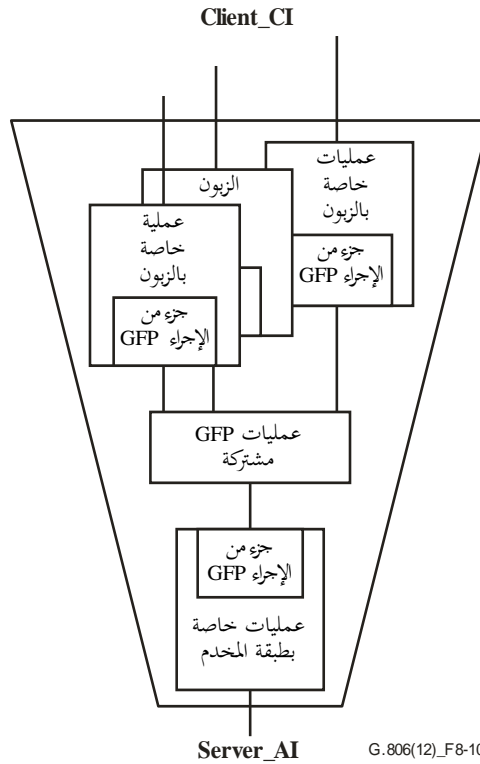 Client_CI
عمليات
خاصة
بالزبون
جزء من
الإجراء GFP
الزبون
عملية
خاصة
بالزبون
جزء من
الإجراء GFP
عمليات GFP
مشتركة
جزء من
الإجراء GFP
عمليات خاصة
بطبقة المخدم
Server_AI
G.806(12)_F8-10